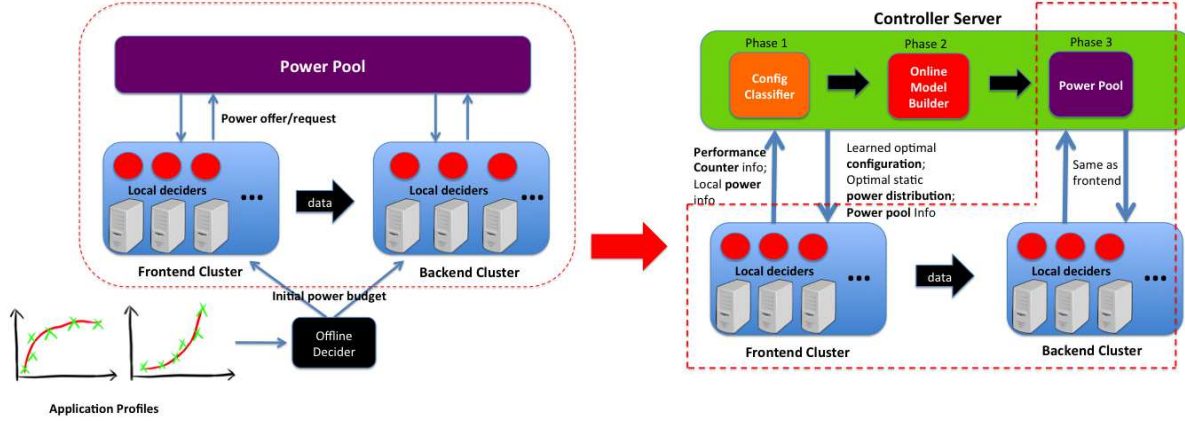 Power Pool
Power offer/request
Local deciders
...
data
Local deciders
...
Frontend Cluster
Backend Cluster
Initial power budget
Offline
Decider
Application Profiles
Controller Server
Phase 1
Phase 2
Phase 3
Config
Classifier
Online
Model
Builder
Power Pool
Performance
Counter info;
Local power
info
Learned optimal
configuration;
Optimal static
power distribution;
Power pool Info
Same as
frontend
Local deciders
...
data
Local deciders
...
Frontend Cluster
Backend Cluster